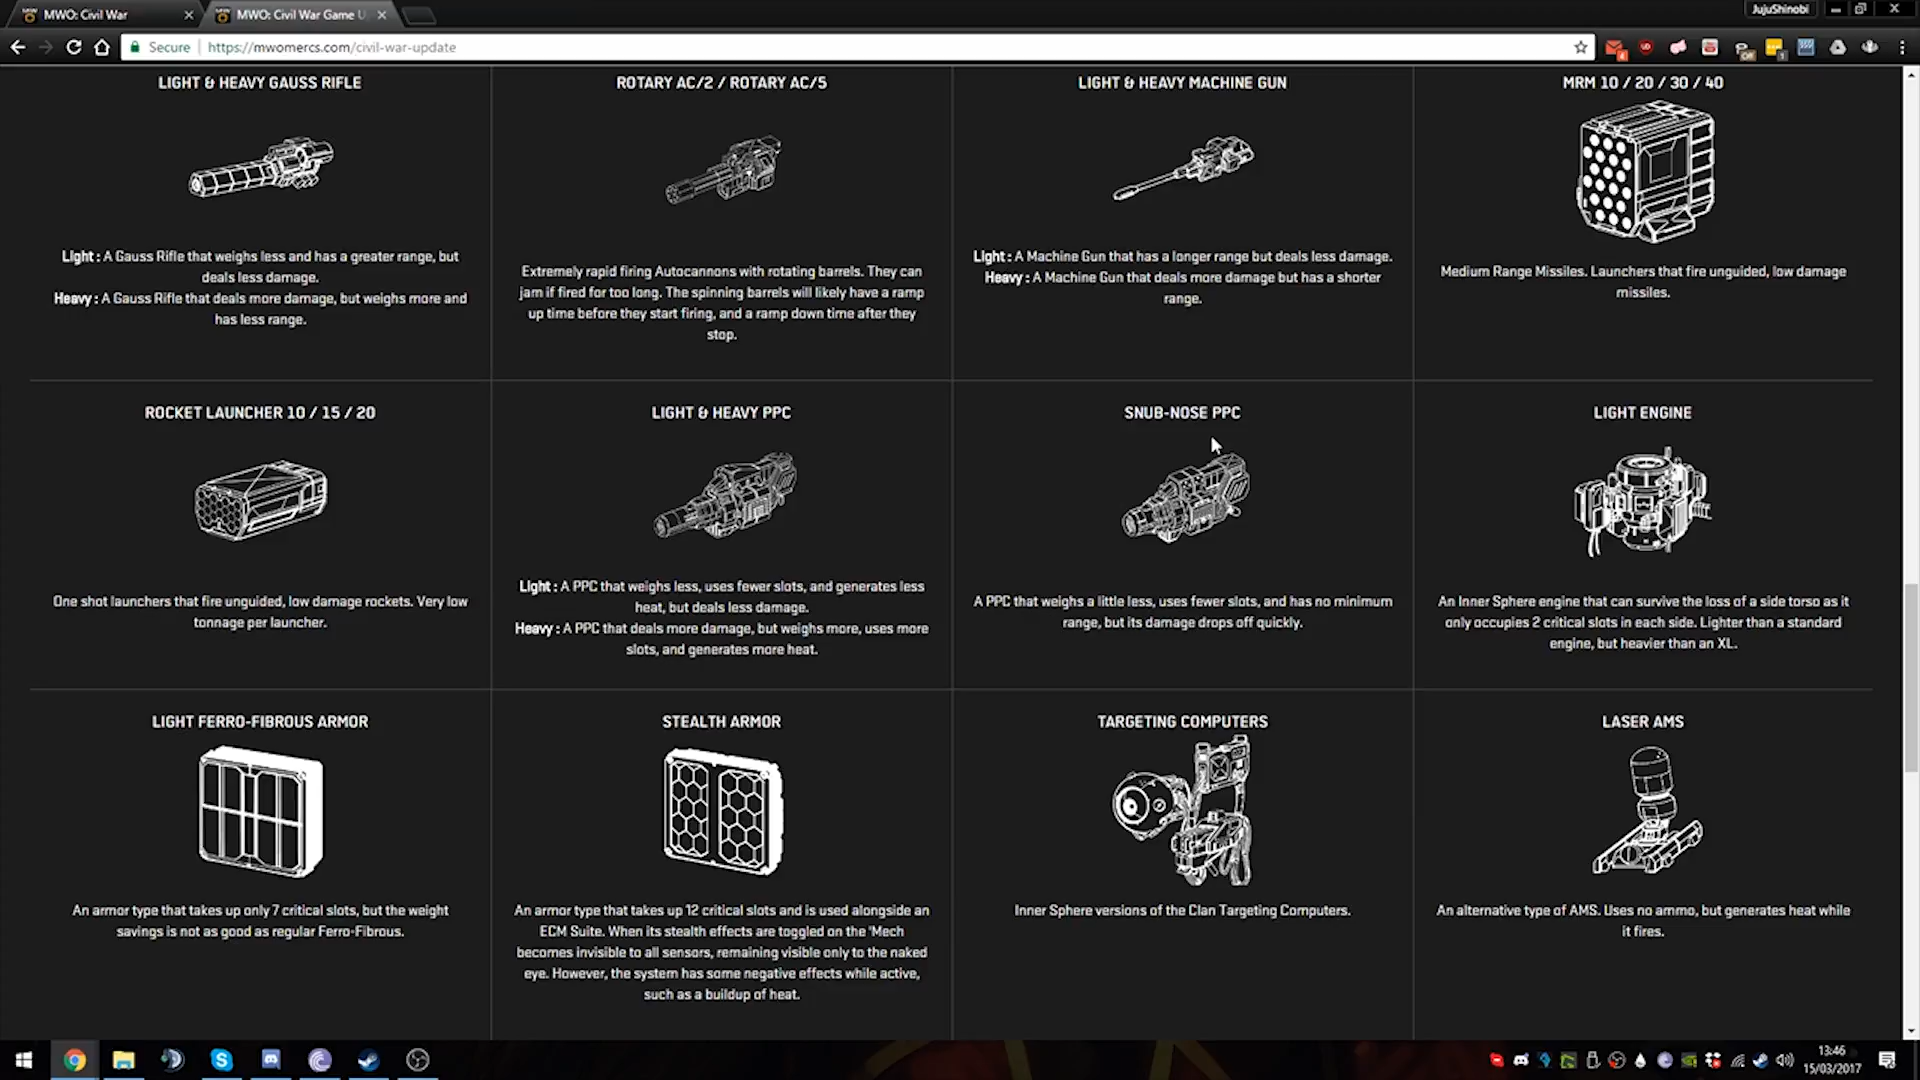 MWO: Civil War
MWO: Civil War Game U
JujuShinobi
Secure
https://mwomercs.com/civil-war-update
LIGHT & HEAVY GAUSS RIFLE
Light : A Gauss Rifle that weighs less and has a greater range, but
deals less damage.
Heavy : A Gauss Rifle that deals more damage, but weighs more and
has less range.
ROTARY AC/2 / ROTARY AC/5
Extremely rapid firing Autocannons with rotating barrels. They can
jam if fired for too long. The spinning barrels will likely have a ramp
up time before they start firing, and a ramp down time after they
stop.
LIGHT & HEAVY MACHINE GUN
Light : A Machine Gun that has a longer range but deals less damage.
Heavy : A Machine Gun that deals more damage but has a shorter
range.
MRM 10 / 20 / 30 / 40
Medium Range Missiles. Launchers that fire unguided, low damage
missiles.
ROCKET LAUNCHER 10 / 15 / 20
One shot launchers that fire unguided, low damage rockets. Very low
tonnage per launcher.
LIGHT & HEAVY PPC
Light : A PPC that weighs less, uses fewer slots, and generates less
heat, but deals less damage.
Heavy : A PPC that deals more damage, but weighs more, uses more
slots, and generates more heat.
SNUB-NOSE PPC
A PPC that weighs a little less, uses fewer slots, and has no minimum
range, but its damage drops off quickly.
LIGHT ENGINE
An Inner Sphere engine that can survive the loss of a side torso as it
only occupies 2 critical slots in each side. Lighter than a standard
engine, but heavier than an XL.
LIGHT FERRO-FIBROUS ARMOR
An armor type that takes up only 7 critical slots, but the weight
savings is not as good as regular Ferro-Fibrous.
STEALTH ARMOR
An armor type that takes up 12 critical slots and is used alongside an
ECM Suite. When its stealth effects are toggled on the 'Mech
becomes invisible to all sensors, remaining visible only to the naked
eye. However, the system has some negative effects while active,
such as a buildup of heat.
TARGETING COMPUTERS
Inner Sphere versions of the Clan Targeting Computers.
LASER AMS
An alternative type of AMS. Uses no ammo, but generates heat while
it fires.
13:46
15/03/2017